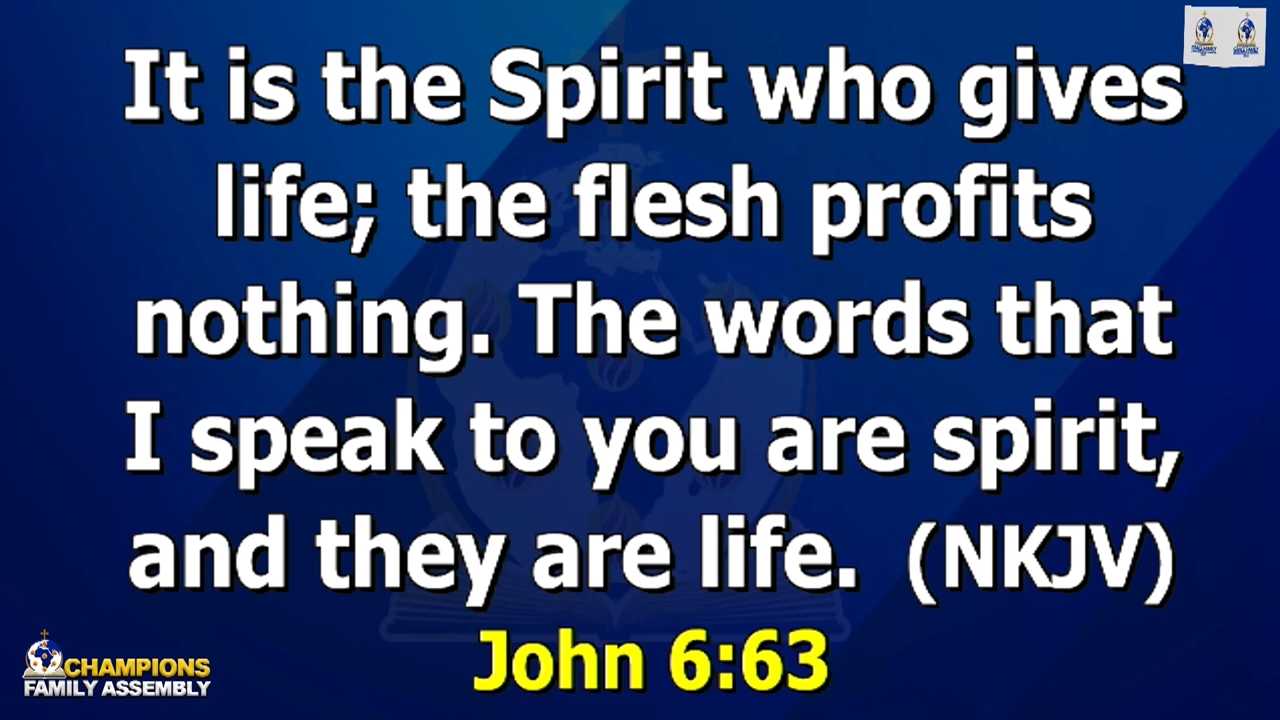 It is the Spirit who gives
life; the flesh profits
nothing. The words that
I speak to you are spirit,
and they are life.  (NKJV)
John 6:63
CHAMPIONS
FAMILY ASSEMBLY